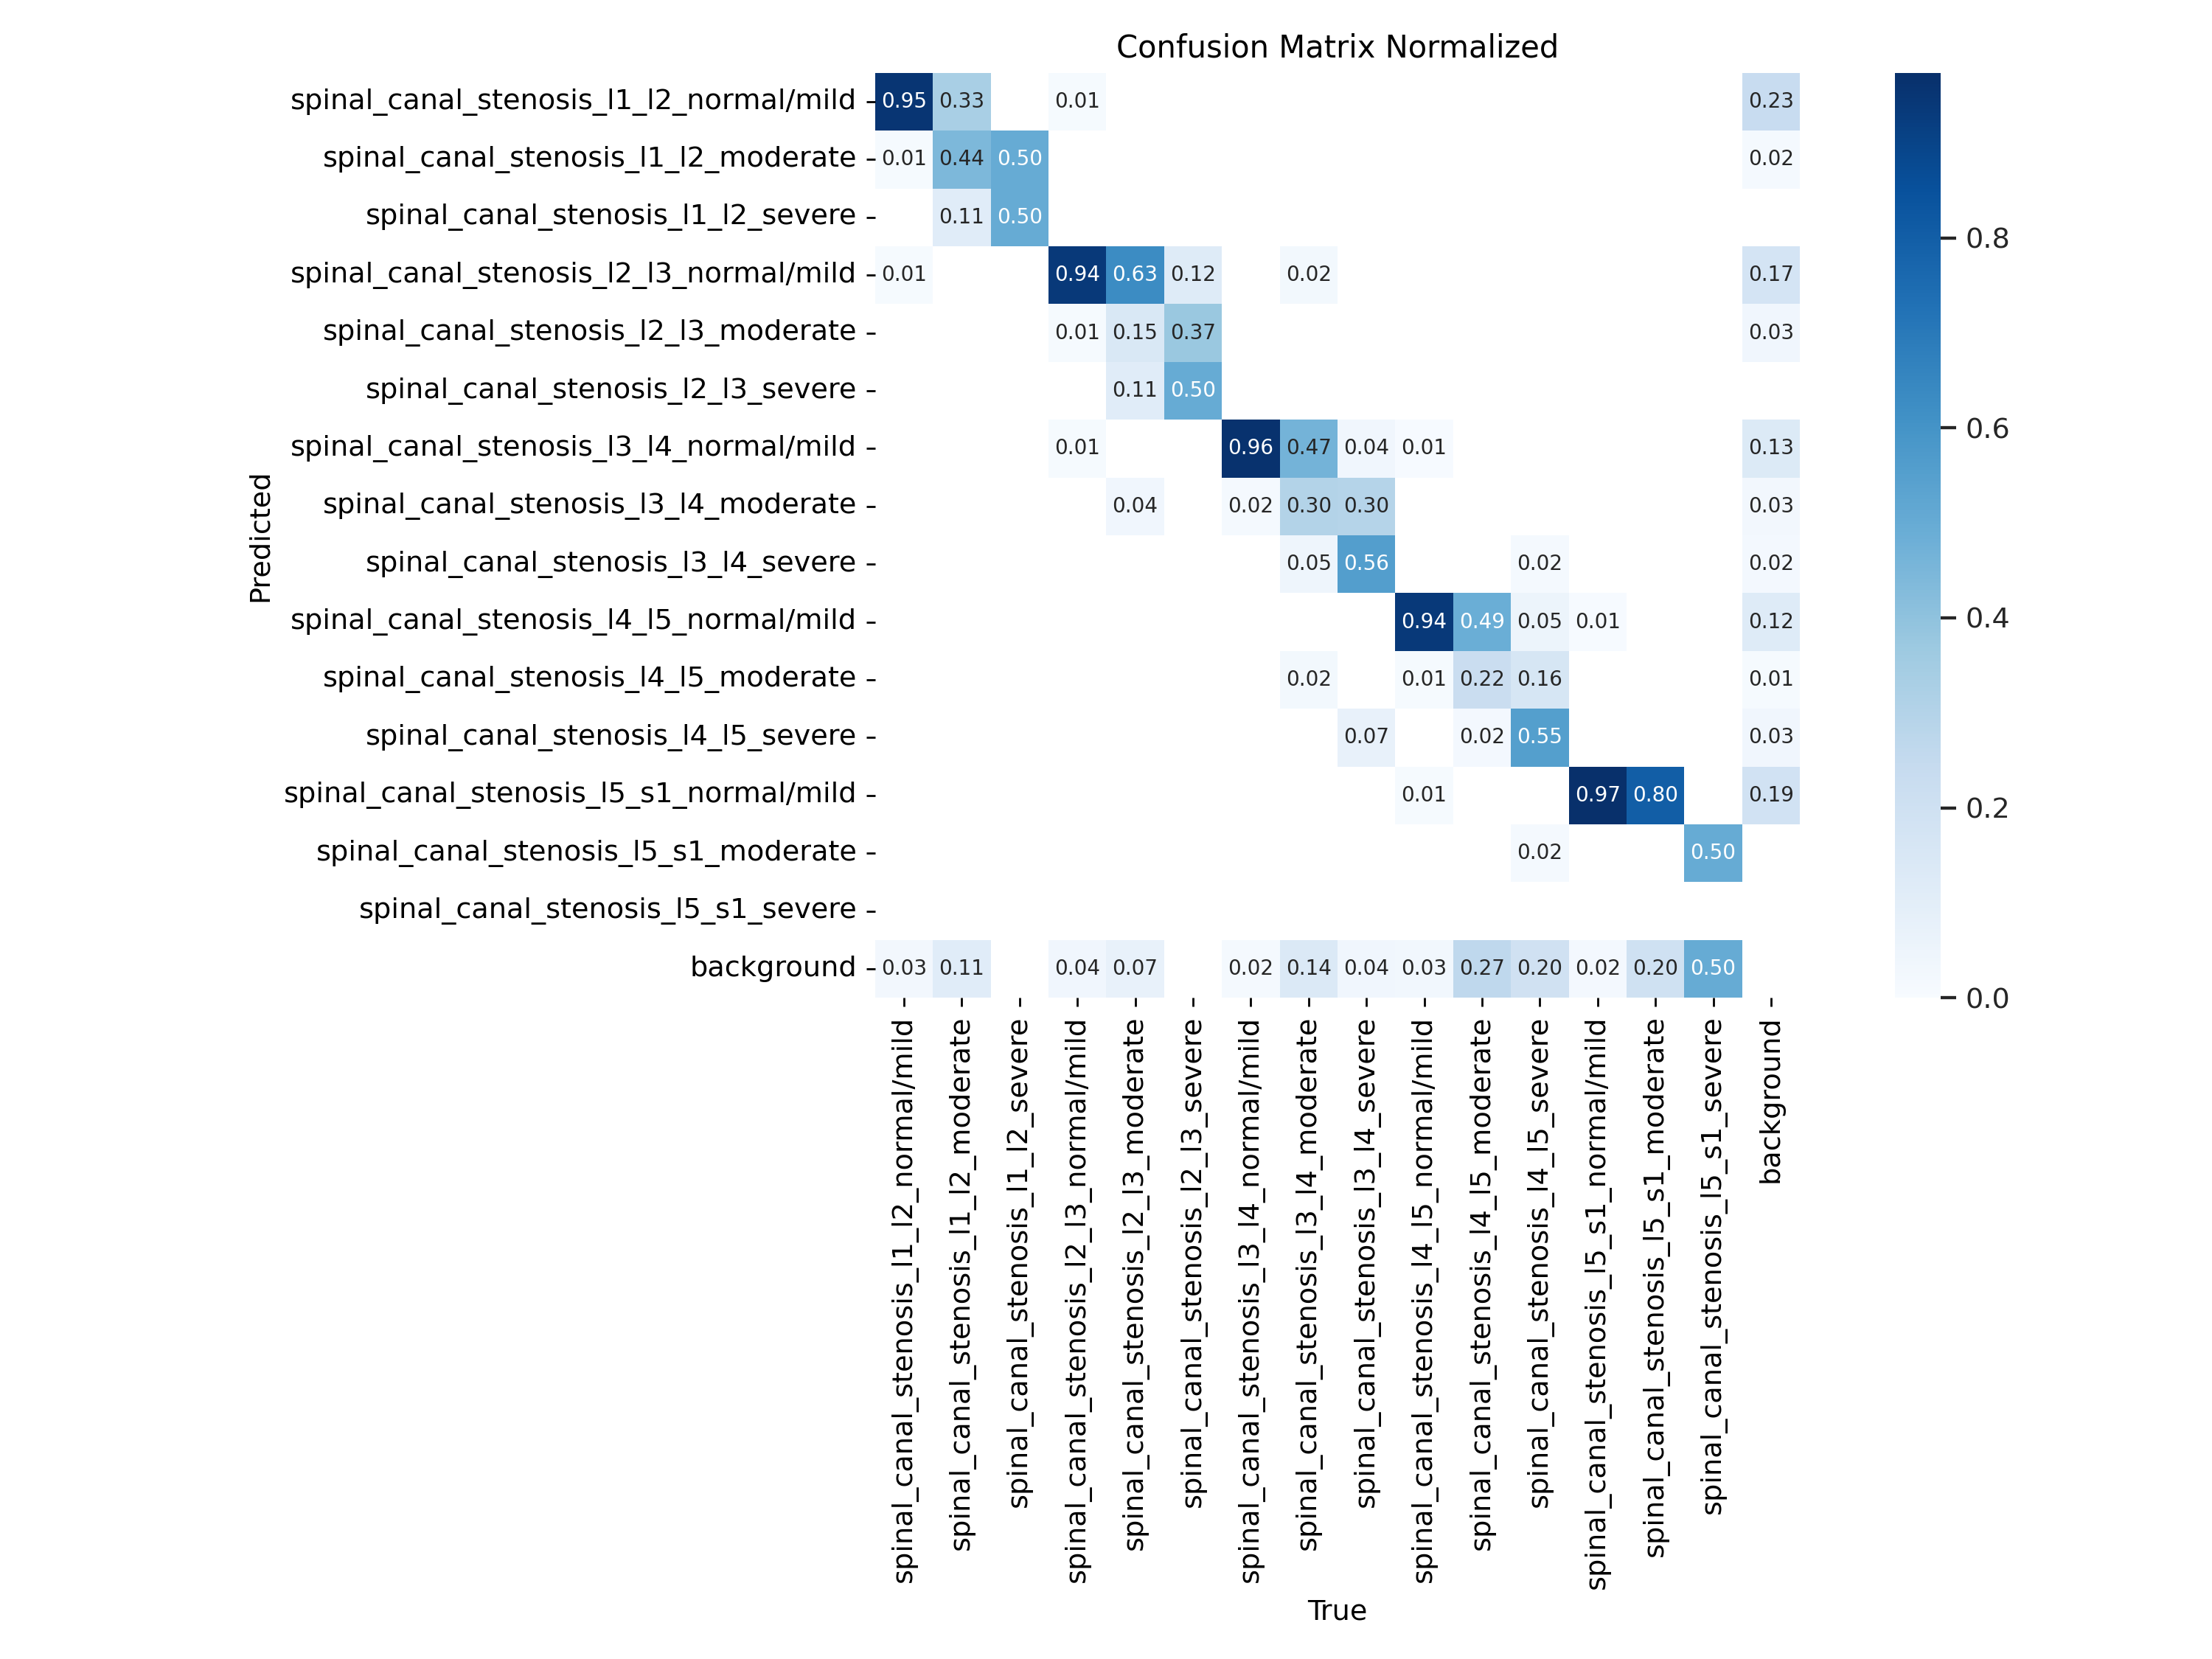 Confusion Matrix Normalized
Predicted
spinal_canal_stenosis_l1_l2_normal/mild 0.95 0.33 0.01 0.23
spinal_canal_stenosis_l1_l2_moderate 0.01 0.44 0.50 0.02
spinal_canal_stenosis_l1_l2_severe 0.11 0.50
spinal_canal_stenosis_l2_l3_normal/mild 0.01 0.94 0.63 0.12 0.02 0.17
spinal_canal_stenosis_l2_l3_moderate 0.01 0.15 0.37 0.03
spinal_canal_stenosis_l2_l3_severe 0.11 0.50
spinal_canal_stenosis_l3_l4_normal/mild 0.01 0.96 0.47 0.04 0.01 0.13
spinal_canal_stenosis_l3_l4_moderate 0.04 0.02 0.30 0.30 0.03
spinal_canal_stenosis_l3_l4_severe 0.05 0.56 0.02 0.02
spinal_canal_stenosis_l4_l5_normal/mild 0.94 0.49 0.05 0.01 0.12
spinal_canal_stenosis_l4_l5_moderate 0.02 0.01 0.22 0.16 0.01
spinal_canal_stenosis_l4_l5_severe 0.07 0.02 0.55 0.03
spinal_canal_stenosis_l5_s1_normal/mild 0.01 0.97 0.80 0.19
spinal_canal_stenosis_l5_s1_moderate 0.02 0.50
spinal_canal_stenosis_l5_s1_severe
background 0.03 0.11 0.04 0.07 0.02 0.14 0.04 0.03 0.27 0.20 0.02 0.20 0.50
spinal_canal_stenosis_l1_l2_normal/mild
spinal_canal_stenosis_l1_l2_moderate
spinal_canal_stenosis_l1_l2_severe
spinal_canal_stenosis_l2_l3_normal/mild
spinal_canal_stenosis_l2_l3_moderate
spinal_canal_stenosis_l2_l3_severe
spinal_canal_stenosis_l3_l4_normal/mild
spinal_canal_stenosis_l3_l4_moderate
spinal_canal_stenosis_l3_l4_severe
spinal_canal_stenosis_l4_l5_normal/mild
spinal_canal_stenosis_l4_l5_moderate
spinal_canal_stenosis_l4_l5_severe
spinal_canal_stenosis_l5_s1_normal/mild
spinal_canal_stenosis_l5_s1_moderate
spinal_canal_stenosis_l5_s1_severe
background
True
0.8
0.6
0.4
0.2
0.0